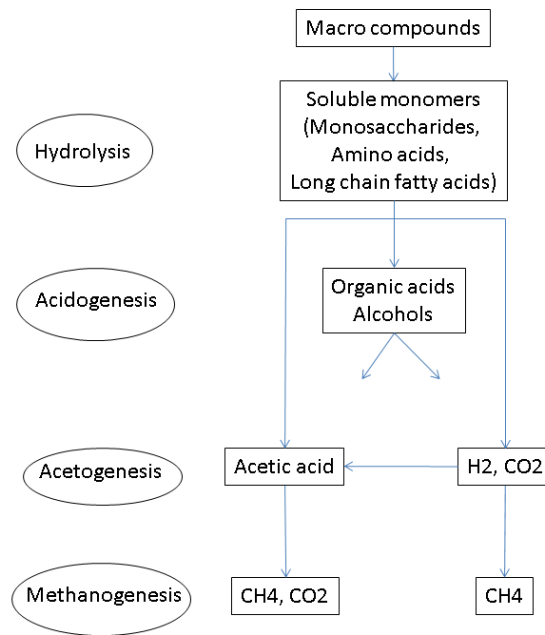 Macro compounds
Soluble monomers
(Monosaccharides,
Amino acids,
Long chain fatty acids)
Hydrolysis
Organic acids
Alcohols
Acidogenesis
Acetogenesis
Acetic acid
H2, CO2
Methanogenesis
CH4, CO2
CH4